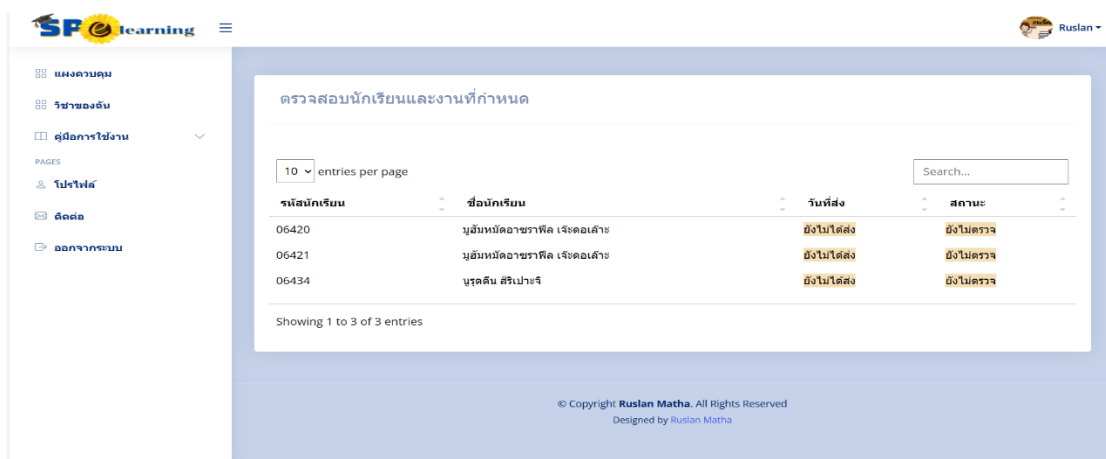 SP e learning
Ruslan
แผงควบคุม
วิชาของฉัน
คู่มือการใช้งาน
PAGES
โปรไฟล์
ติดต่อ
ออกจากระบบ
ตรวจสอบนักเรียนและงานที่กำหนด
10 entries per page
Search...
รหัสนักเรียน ชื่อนักเรียน วันที่ส่ง สถานะ
06420 มูฮัมหมัดอาซราฟิล เจ๊ะดอเล๊าะ ยังไม่ได้ส่ง ยังไม่ตรวจ
06421 มูฮัมหมัดอาซราฟิล เจ๊ะดอเล๊าะ ยังไม่ได้ส่ง ยังไม่ตรวจ
06434 นูรุดดีน สิริเปาะจิ ยังไม่ได้ส่ง ยังไม่ตรวจ
Showing 1 to 3 of 3 entries
© Copyright Ruslan Matha. All Rights Reserved
Designed by Ruslan Matha